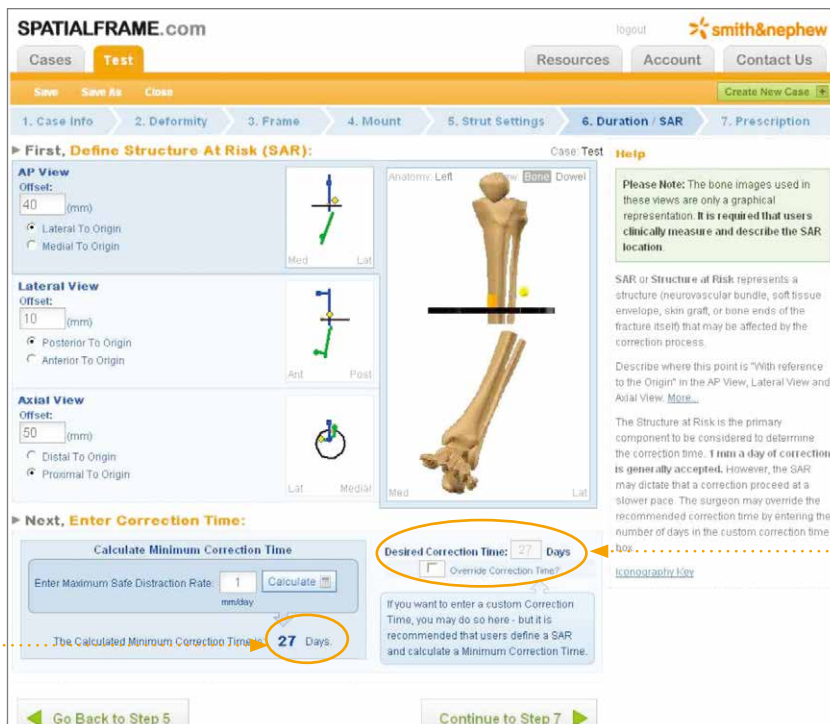 SPATIALFRAME.com
logout
smith&nephew
Cases
Test
Resources
Account
Contact Us
Save
Save As
Close
Create New Case +
1. Case Info
2. Deformity
3. Frame
4. Mount
5. Strut Settings
6. Duration / SAR
7. Prescription
First, Define Structure At Risk (SAR):
Case: Test
AP View
Offset:
40 (mm)
Lateral To Origin
Medial To Origin
Med
Lat
Lateral View
Offset:
10 (mm)
Posterior To Origin
Anterior To Origin
Ant
Post
Axial View
Offset:
50 (mm)
Distal To Origin
Proximal To Origin
Lat
Medial
Anatomy: Left
Bone
Dowel
Med
Lat
Help
Please Note: The bone images used in
these views are only a graphical
representation. It is required that users
clinically measure and describe the SAR
location.
SAR or Structure at Risk represents a
structure (neurovascular bundle, soft tissue
envelope, skin graft, or bone ends of the
fracture itself) that may be affected by the
correction process.
Describe where this point is "With reference
to the Origin" in the AP View, Lateral View and
Axial View. More...
The Structure at Risk is the primary
component to be considered to determine
the correction time. 1 mm a day of correction
is generally accepted. However, the SAR
may dictate that a correction proceed at a
slower pace. The surgeon may override the
recommended correction time by entering the
number of days in the custom correction time
box.
Iconography Key
Next, Enter Correction Time:
Calculate Minimum Correction Time
Enter Maximum Safe Distraction Rate: 1 Calculate
mm/day
The Calculated Minimum Correction Time is: 27 Days.
Desired Correction Time: 27 Days
Override Correction Time?
If you want to enter a custom Correction
Time, you may do so here - but it is
recommended that users define a SAR
and calculate a Minimum Correction Time.
Go Back to Step 5
Continue to Step 7